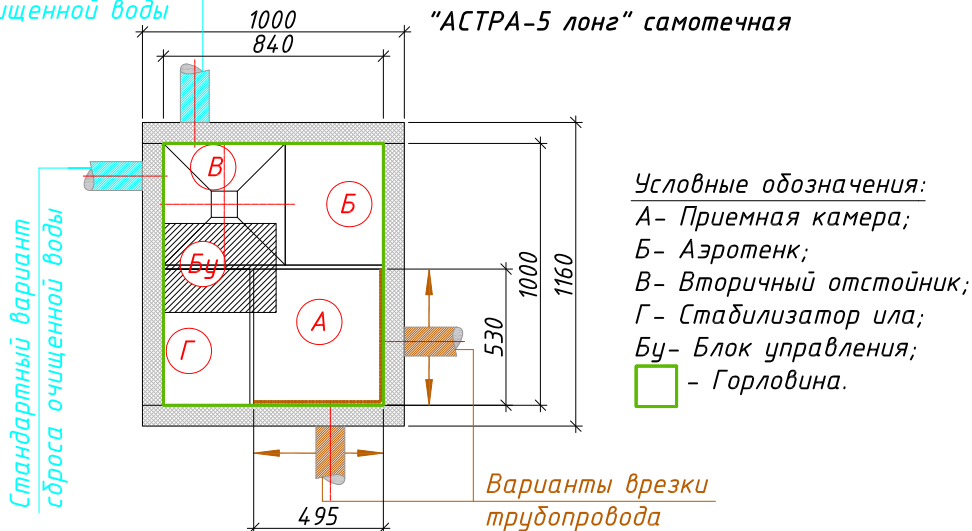 ищенной воды
1000
"АСТРА-5 лонг" самотечная
840
В
Б
Бу
А
Г
530
1000
1160
495
Условные обозначения:
А- Приемная камера;
Б- Аэротенк;
В- Вторичный отстойник;
Г- Стабилизатор ила;
Бу- Блок управления;
- Горловина.
Стандартный вариант
сброса очищенной воды
Варианты врезки
трубопровода